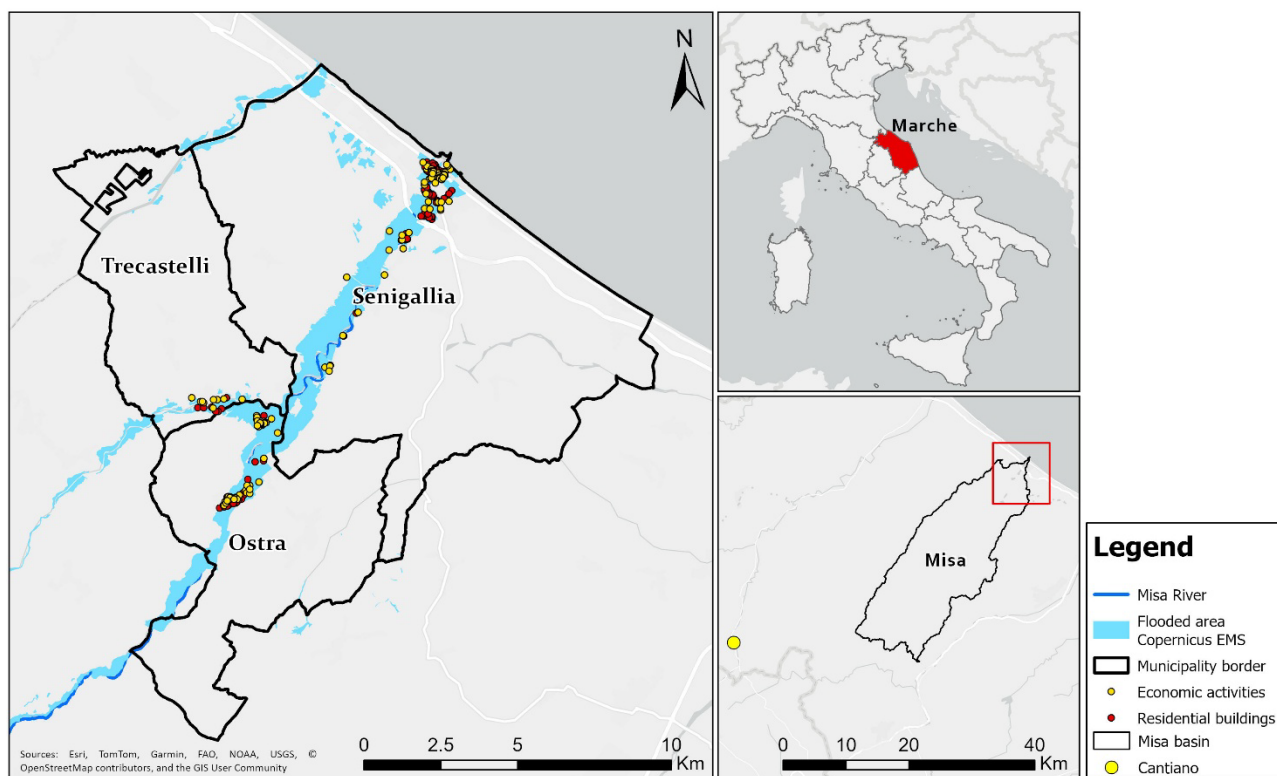 N
Trecastelli
Senigallia
Ostra
Sources: Esri, TomTom, Garmin, FAO, NOAA, USGS, ©
OpenStreetMap contributors, and the GIS User Community
0 2.5 5 10
Km
Marche
Misa
0 20 40
Km
Legend
Misa River
Flooded area
Copernicus EMS
Municipality border
Economic activities
Residential buildings
Misa basin
Cantiano